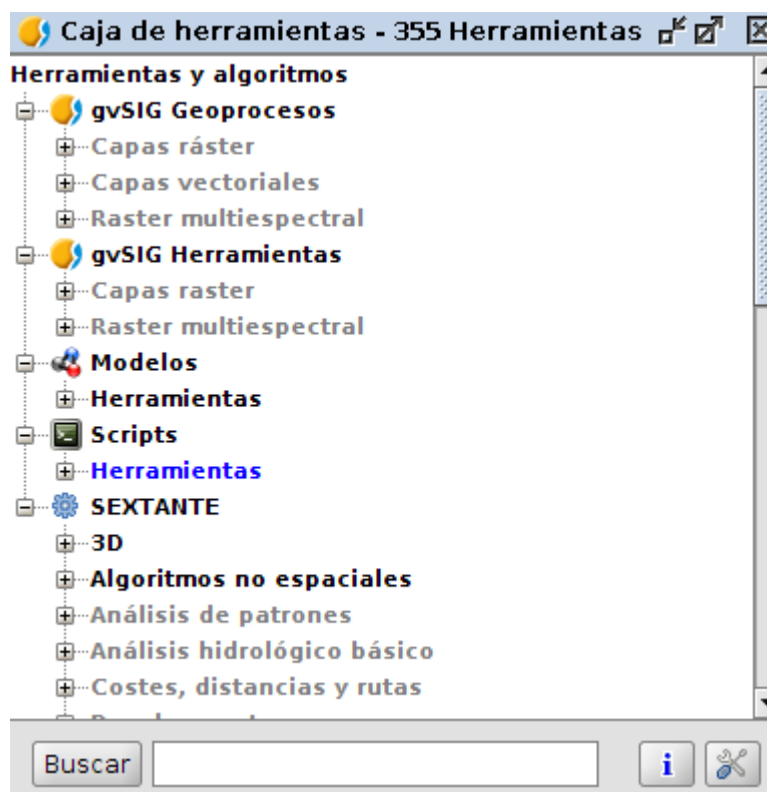 Caja de herramientas - 355 Herramientas
Herramientas y algoritmos
gvSIG Geoprocesos
Capas ráster
Capas vectoriales
Raster multiespectral
gvSIG Herramientas
Capas raster
Raster multiespectral
Modelos
Herramientas
Scripts
Herramientas
SEXTANTE
3D
Algoritmos no espaciales
Análisis de patrones
Análisis hidrológico básico
Costes, distancias y rutas
Buscar